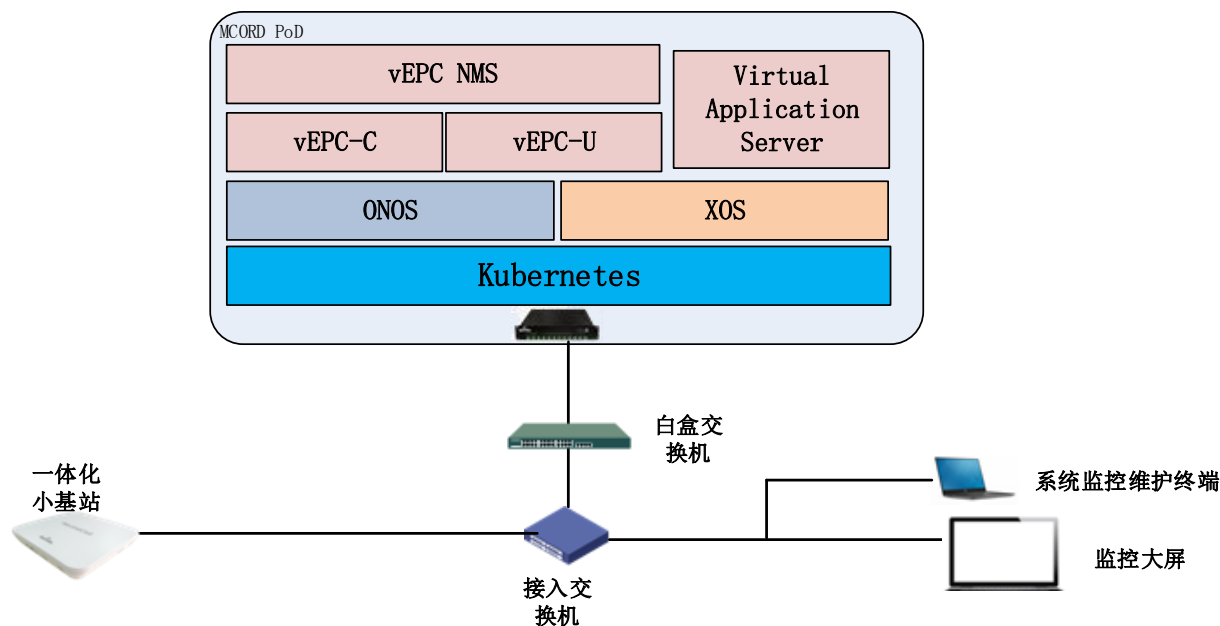 MCORD PoD
vEPC NMS
Virtual
Application
Server
vEPC-C
vEPC-U
ONOS
XOS
Kubernetes
白盒交
换机
一体化
小基站
系统监控维护终端
监控大屏
接入交
换机